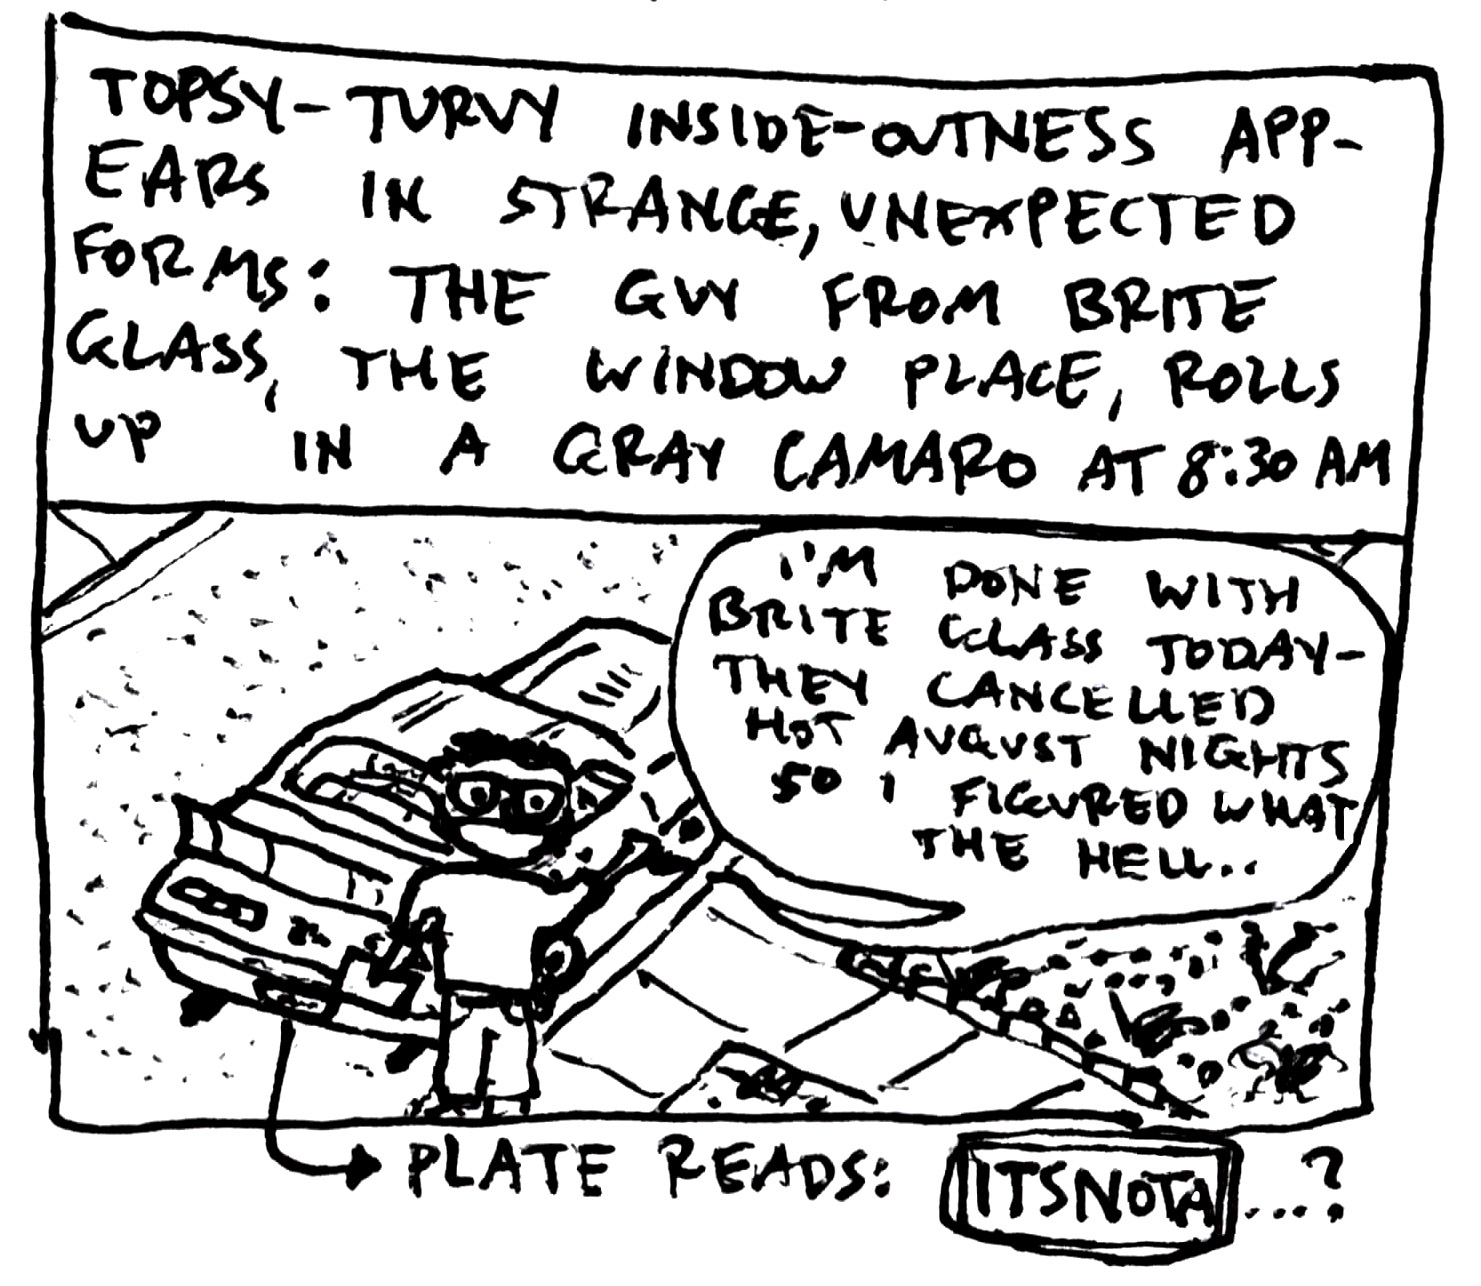 TOPSY-TURVY INSIDE-OUTNESS APP-
EARS IN STRANGE, UNEXPECTED
FORMS: THE GUY FROM BRITE
GLASS, THE WINDOW PLACE, ROLLS
UP IN A GRAY CAMARO AT 8:30 AM
I'M DONE WITH
BRITE GLASS TODAY-
THEY CANCELLED
HOT AUGUST NIGHTS
SO I FIGURED WHAT
THE HELL..
PLATE READS: ITSNOTA...?